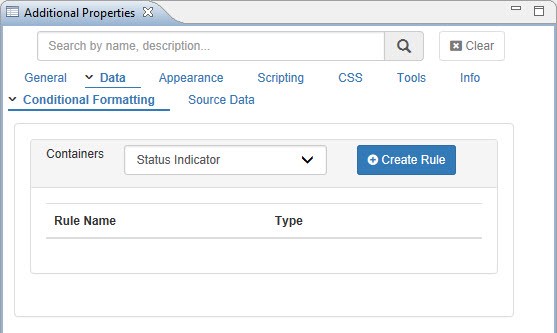 Additional Properties
Search by name, description...
Clear
General Data Appearance Scripting CSS Tools Info
Conditional Formatting Source Data
Containers Status Indicator Create Rule
Rule Name Type